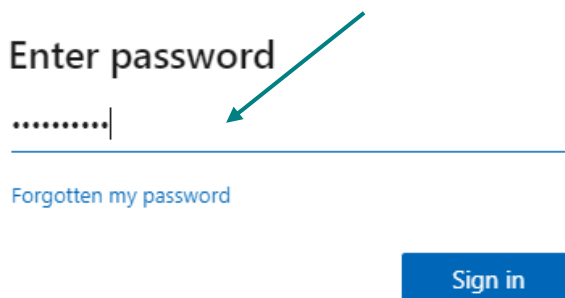 Enter password
••••••••••
Forgotten my password
Sign in